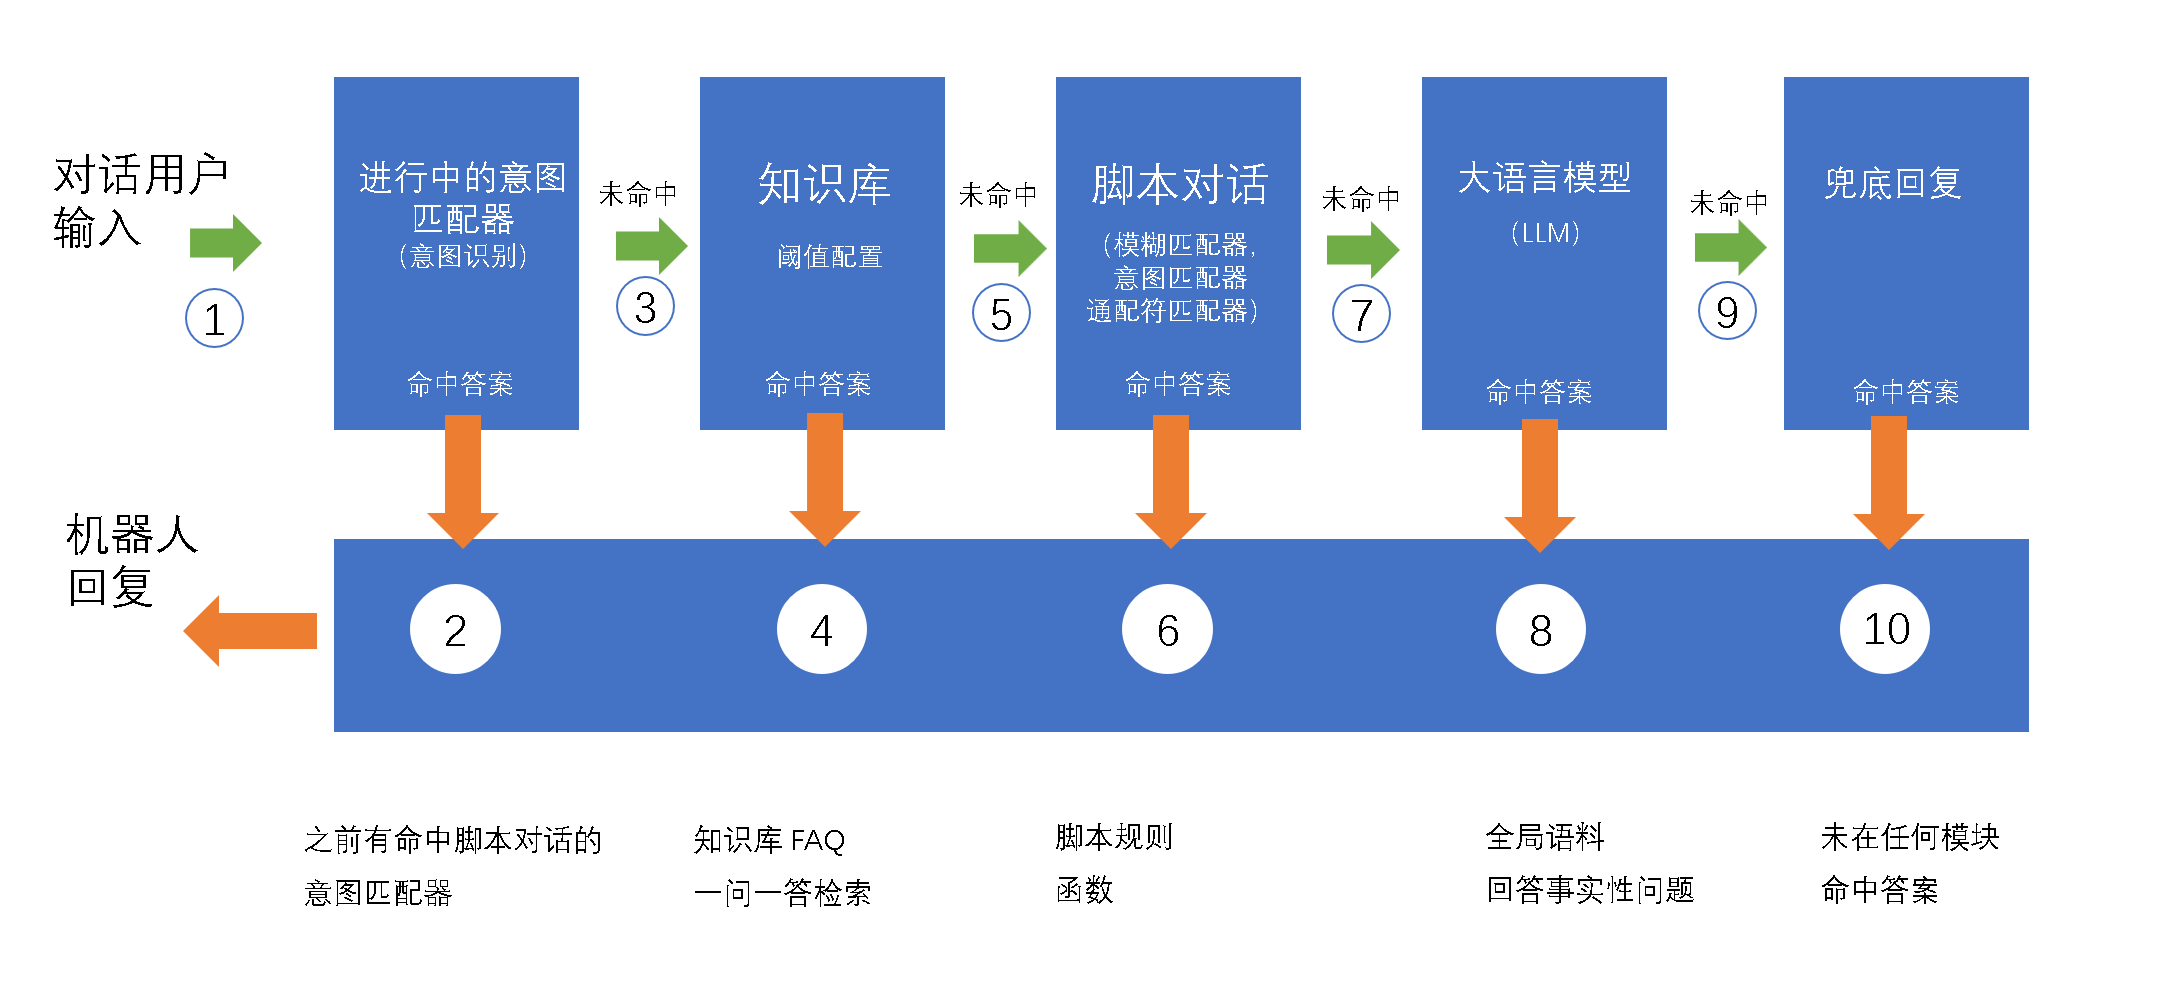 对话用户
输入
1
进行中的意图
匹配器
（意图识别）
命中答案
未命中
3
知识库
阈值配置
命中答案
未命中
5
脚本对话
（模糊匹配器,
意图匹配器
通配符匹配器）
命中答案
未命中
7
大语言模型
（LLM）
命中答案
未命中
9
兜底回复
命中答案
机器人
回复
2
4
6
8
10
之前有命中脚本对话的
意图匹配器
知识库 FAQ
一问一答检索
脚本规则
函数
全局语料
回答事实性问题
未在任何模块
命中答案